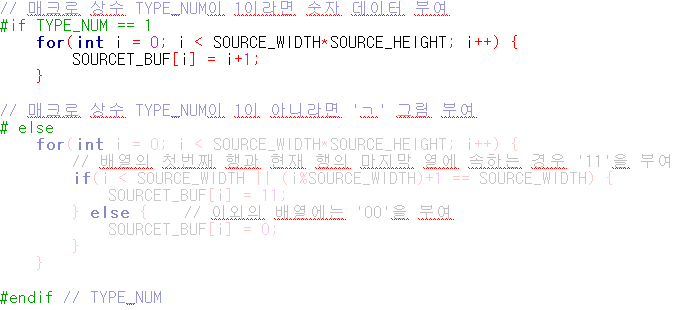 // 매크로 상수 TYPE_NUM이 1이라면 숫자 데이터 부여
#if TYPE_NUM == 1
for(int i = 0; i < SOURCE_WIDTH*SOURCE_HEIGHT; i++) {
SOURCET_BUF[i] = i+1;
}
// 매크로 상수 TYPE_NUM이 1이 아니라면 'ㄱ' 그림 부여
# else
for(int i = 0; i < SOURCE_WIDTH*SOURCE_HEIGHT; i++) {
// 배열의 첫번째 행과 현재 행의 마지막 열에 속하는 경우 '11'을 부여
if(i < SOURCE_WIDTH || (i%SOURCE_WIDTH)+1 == SOURCE_WIDTH) {
SOURCET_BUF[i] = 11;
} else { // 이외의 배열에는 '00'을 부여
SOURCET_BUF[i] = 0;
}
}
#endif // TYPE_NUM